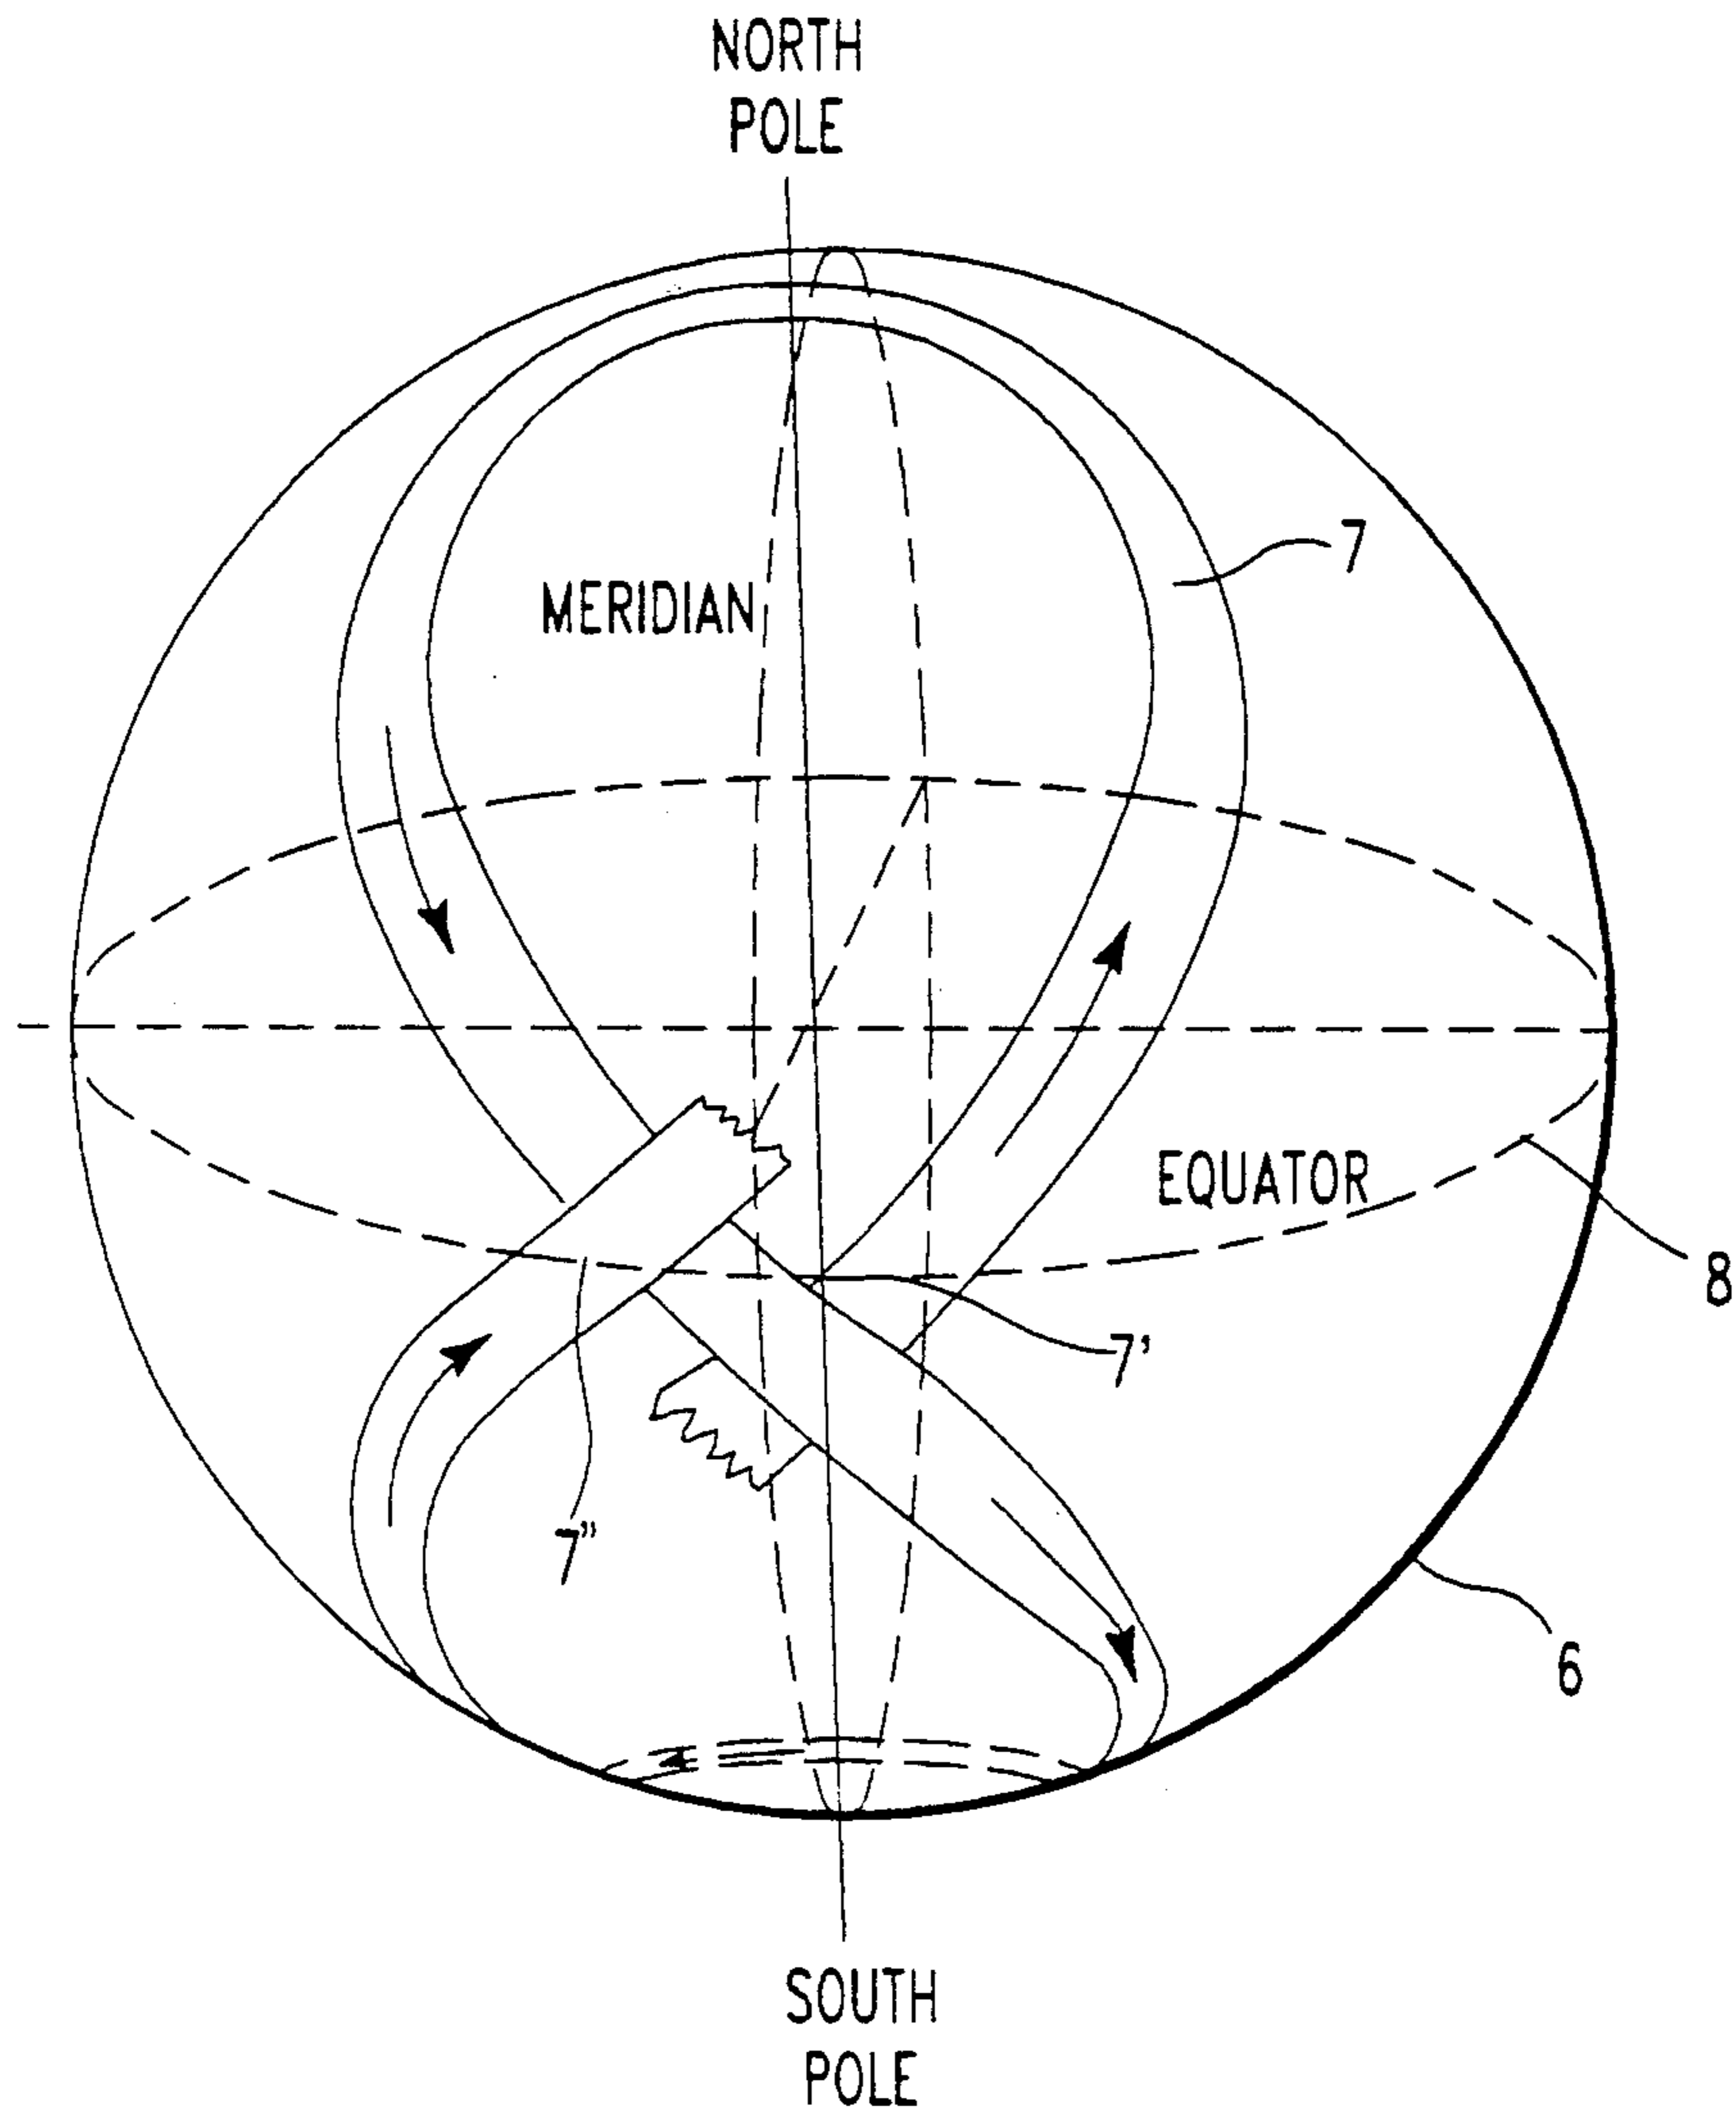 NORTH
POLE
7
MERIDIAN
EQUATOR
8
7'
7"
6
SOUTH
POLE